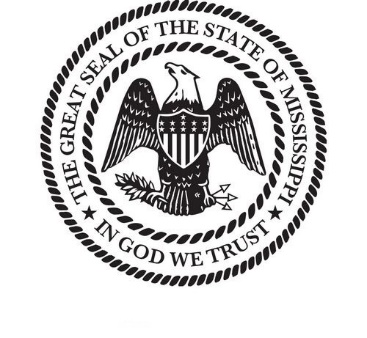 THE GREAT SEAL OF THE STATE OF MISSISSIPPI
IN GOD WE TRUST